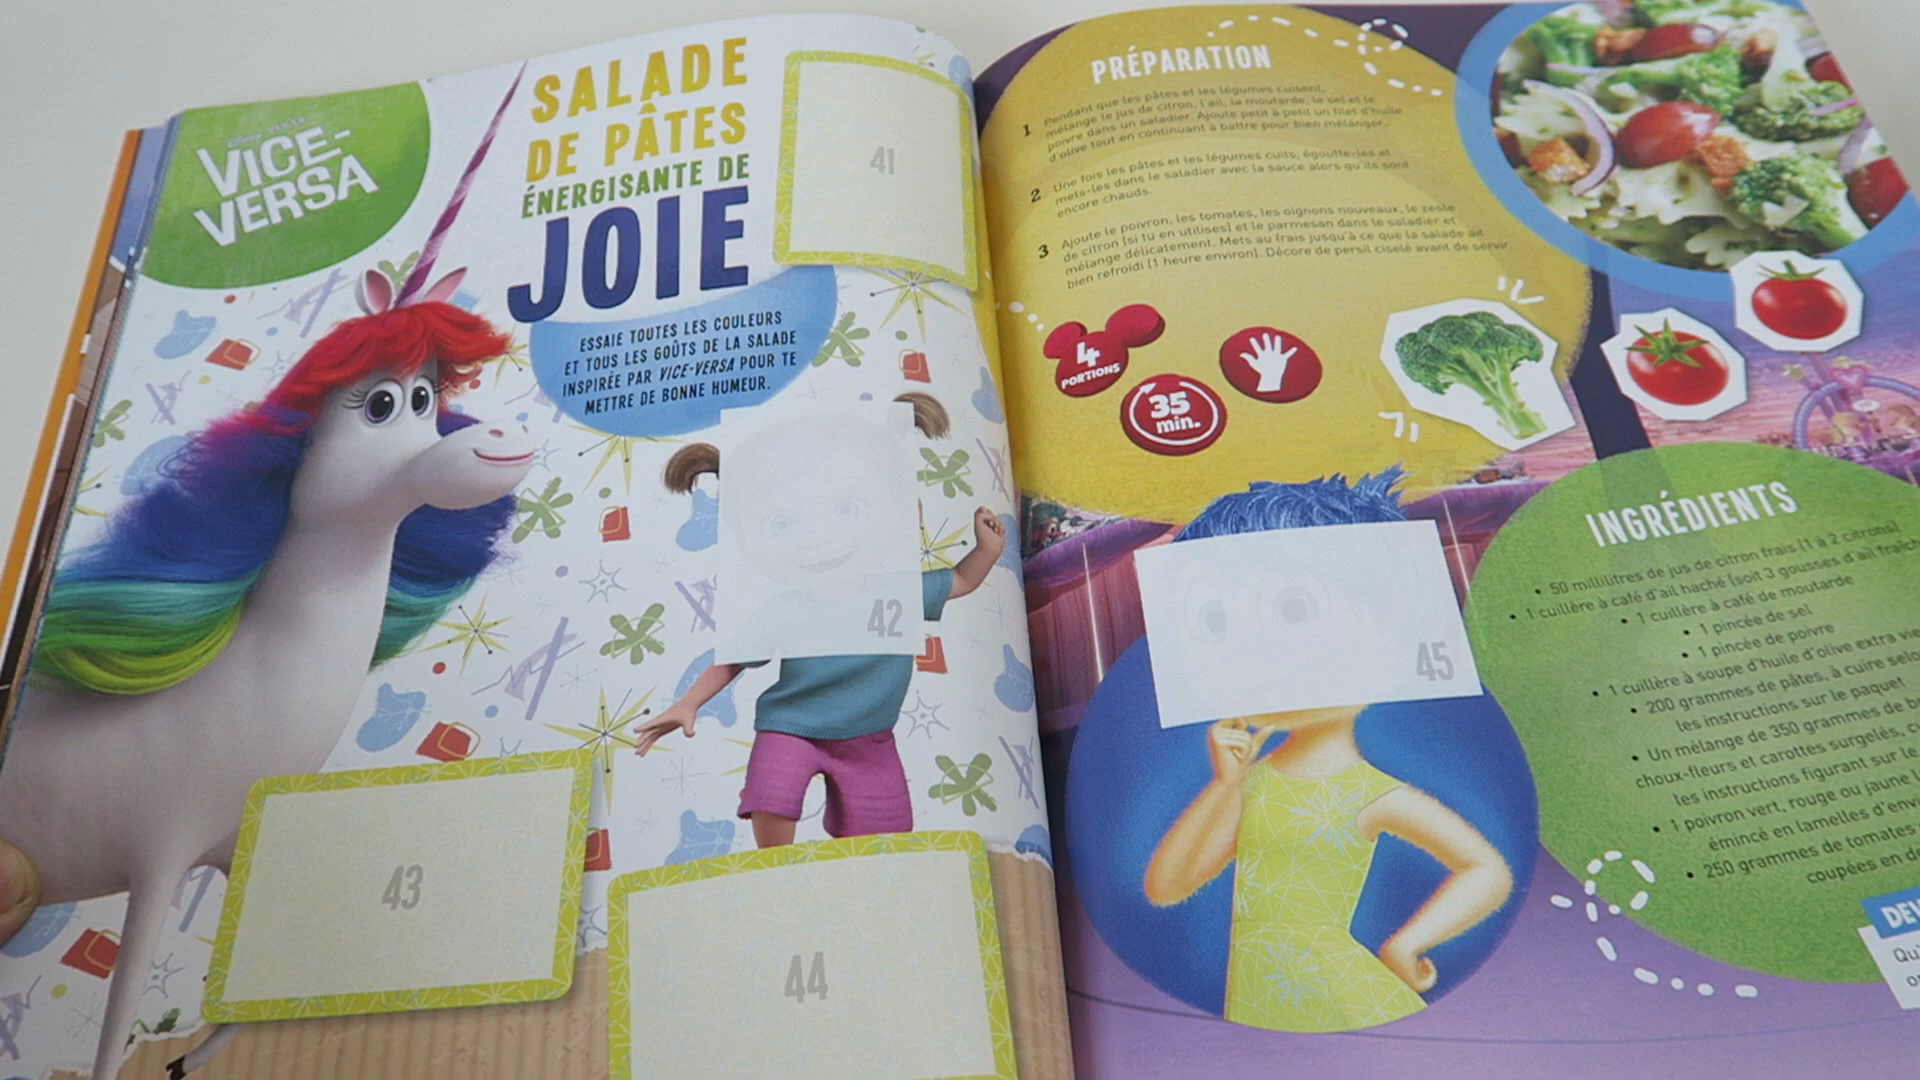 DISNEY · PIXAR
VICE-
VERSA
SALADE
DE PÂTES
ÉNERGISANTE DE
JOIE
ESSAIE TOUTES LES COULEURS
ET TOUS LES GOÛTS DE LA SALADE
INSPIRÉE PAR VICE-VERSA POUR TE
METTRE DE BONNE HUMEUR.
41
42
43
44
PRÉPARATION
1 Pendant que les pâtes et les légumes cuisent,
mélange le jus de citron, l'ail, la moutarde, le sel et le
poivre dans un saladier. Ajoute petit à petit un filet d'huile
d'olive tout en continuant à battre pour bien mélanger.
2 Une fois les pâtes et les légumes cuits, égoutte-les et
mets-les dans le saladier avec la sauce alors qu'ils sont
encore chauds.
3 Ajoute le poivron, les tomates, les oignons nouveaux, le zeste
de citron (si tu en utilises) et le parmesan dans le saladier et
mélange délicatement. Mets au frais jusqu'à ce que la salade ait
bien refroidi (1 heure environ). Décore de persil ciselé avant de servir.
4
PORTIONS
35
min.
45
INGRÉDIENTS
• 50 millilitres de jus de citron frais (1 à 2 citrons)
• 1 cuillère à café d'ail haché (soit 3 gousses d'ail fraîch
• 1 cuillère à café de moutarde
• 1 pincée de sel
• 1 pincée de poivre
• 1 cuillère à soupe d'huile d'olive extra vie
• 200 grammes de pâtes, à cuire selo
les instructions sur le paquet
• Un mélange de 350 grammes de b
choux-fleurs et carottes surgelés, c
les instructions figurant sur le
• 1 poivron vert, rouge ou jaune
émincé en lamelles d'envi
• 250 grammes de tomates
coupées en d
DEV
Qu
o